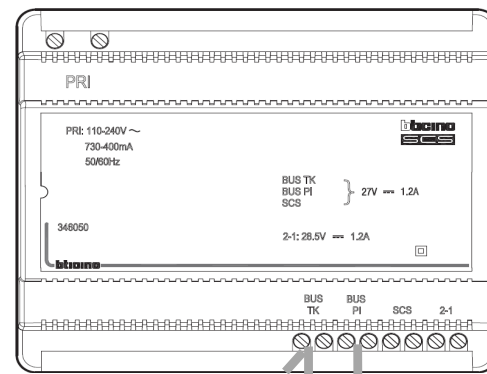 PRI
PRI: 110-240V ~
730-400mA
50/60Hz
bticino
SCS
BUS TK
BUS PI
SCS
27V ⎓ 1.2A
346050
2-1: 26.5V ⎓ 1.2A
bticino
BUS TK
BUS PI
SCS
2-1